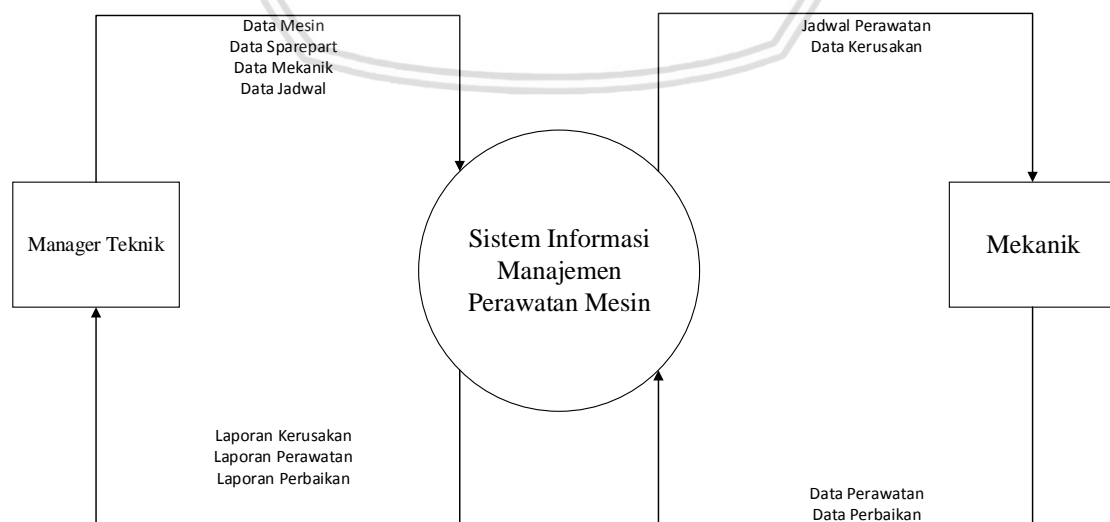 Data Mesin
Data Sparepart
Data Mekanik
Data Jadwal
Jadwal Perawatan
Data Kerusakan
Manager Teknik
Sistem Informasi
Manajemen
Perawatan Mesin
Mekanik
Laporan Kerusakan
Laporan Perawatan
Laporan Perbaikan
Data Perawatan
Data Perbaikan